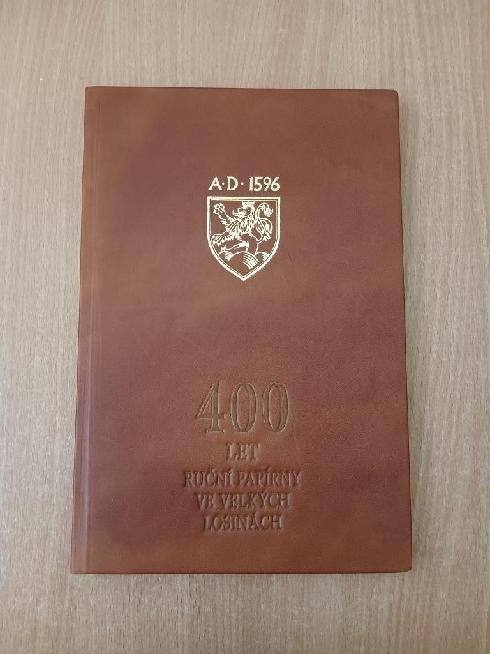 A·D· 1596
400
LET
RUČNÍ PAPÍRNY
VE VELKÝCH
LOSINÁCH